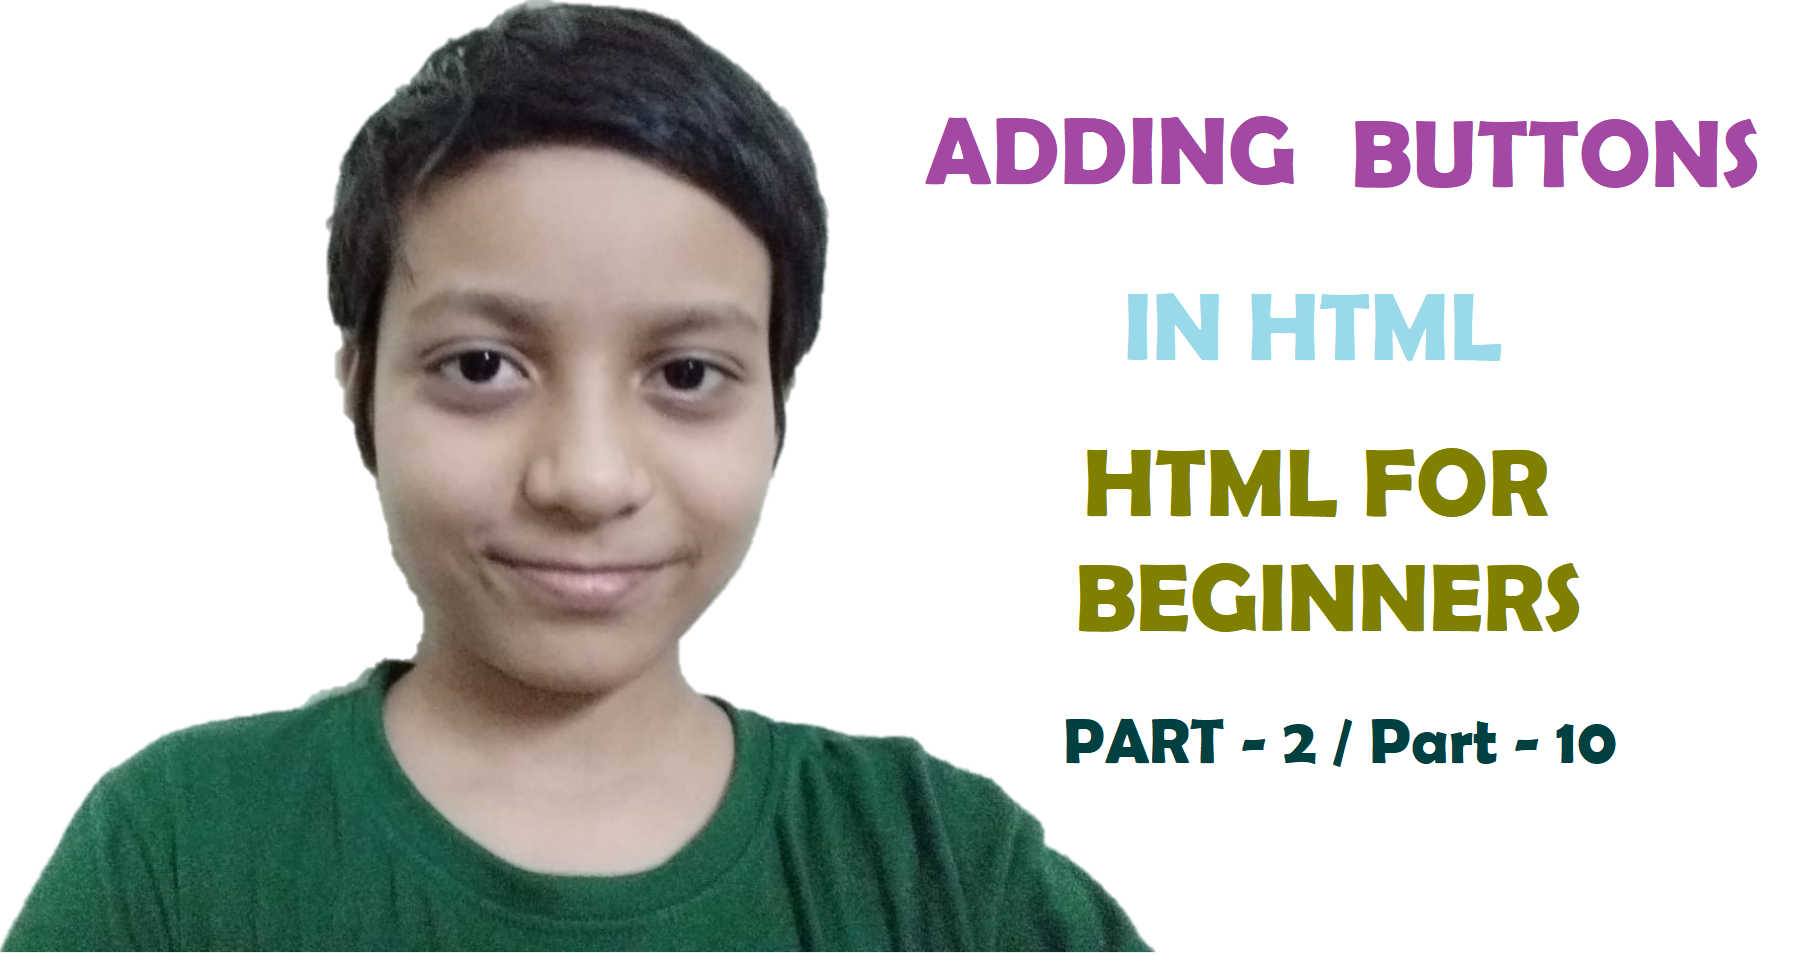 ADDING BUTTONS
IN HTML
HTML FOR
BEGINNERS
PART - 2 / Part - 10